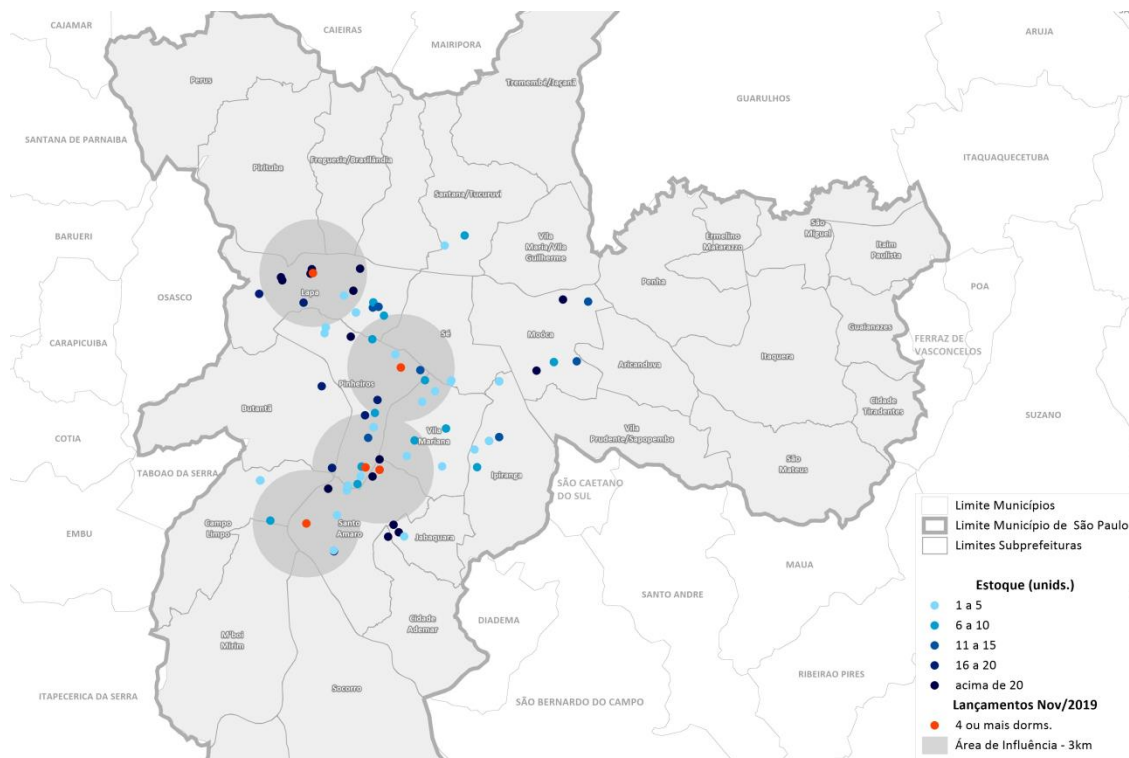 CAJAMAR
CAIEIRAS
MAIRIPORA
ARUJA
Perus
Tremembé/Jaçanã
GUARULHOS
SANTANA DE PARNAIBA
ITAQUAQUECETUBA
Pirituba
Freguesia/Brasilândia
Santana/Tucuruvi
BARUERI
Vila
Maria/Vila
Guilherme
Ermelino
Matarazzo
São
Miguel
Itaim
Paulista
Penha
OSASCO
Lapa
POA
CARAPICUIBA
Sé
Moóca
Guaianazes
FERRAZ DE
VASCONCELOS
Aricanduva
Itaquera
Pinheiros
Butantã
Cidade
Tiradentes
SUZANO
COTIA
Vila
Mariana
Vila
Prudente/Sapopemba
TABOAO DA SERRA
Ipiranga
São
Mateus
SÃO CAETANO
DO SUL
EMBU
Campo
Limpo
Santo
Amaro
Jabaquara
MAUA
SANTO ANDRE
Cidade
Ademar
DIADEMA
M'boi
Mirim
RIBEIRAO PIRES
ITAPECERICA DA SERRA
Socorro
SÃO BERNARDO DO CAMPO
Limite Municípios
Limite Município de São Paulo
Limites Subprefeituras
Estoque (unids.)
1 a 5
6 a 10
11 a 15
16 a 20
acima de 20
Lançamentos Nov/2019
4 ou mais dorms.
Área de Influência - 3km